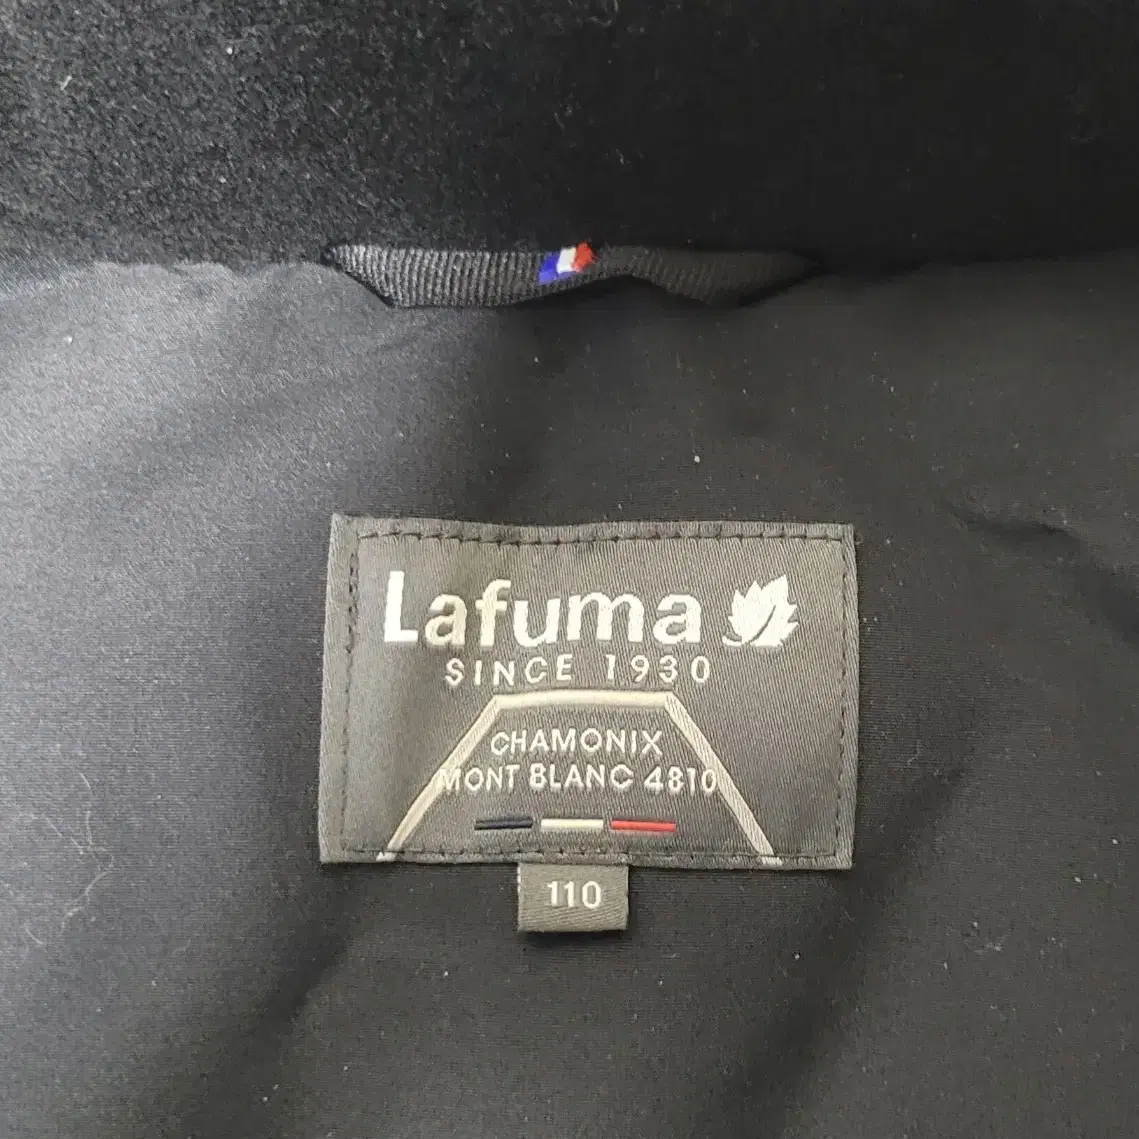 Lafuma
SINCE 1930
CHAMONIX
MONT BLANC 4810
110